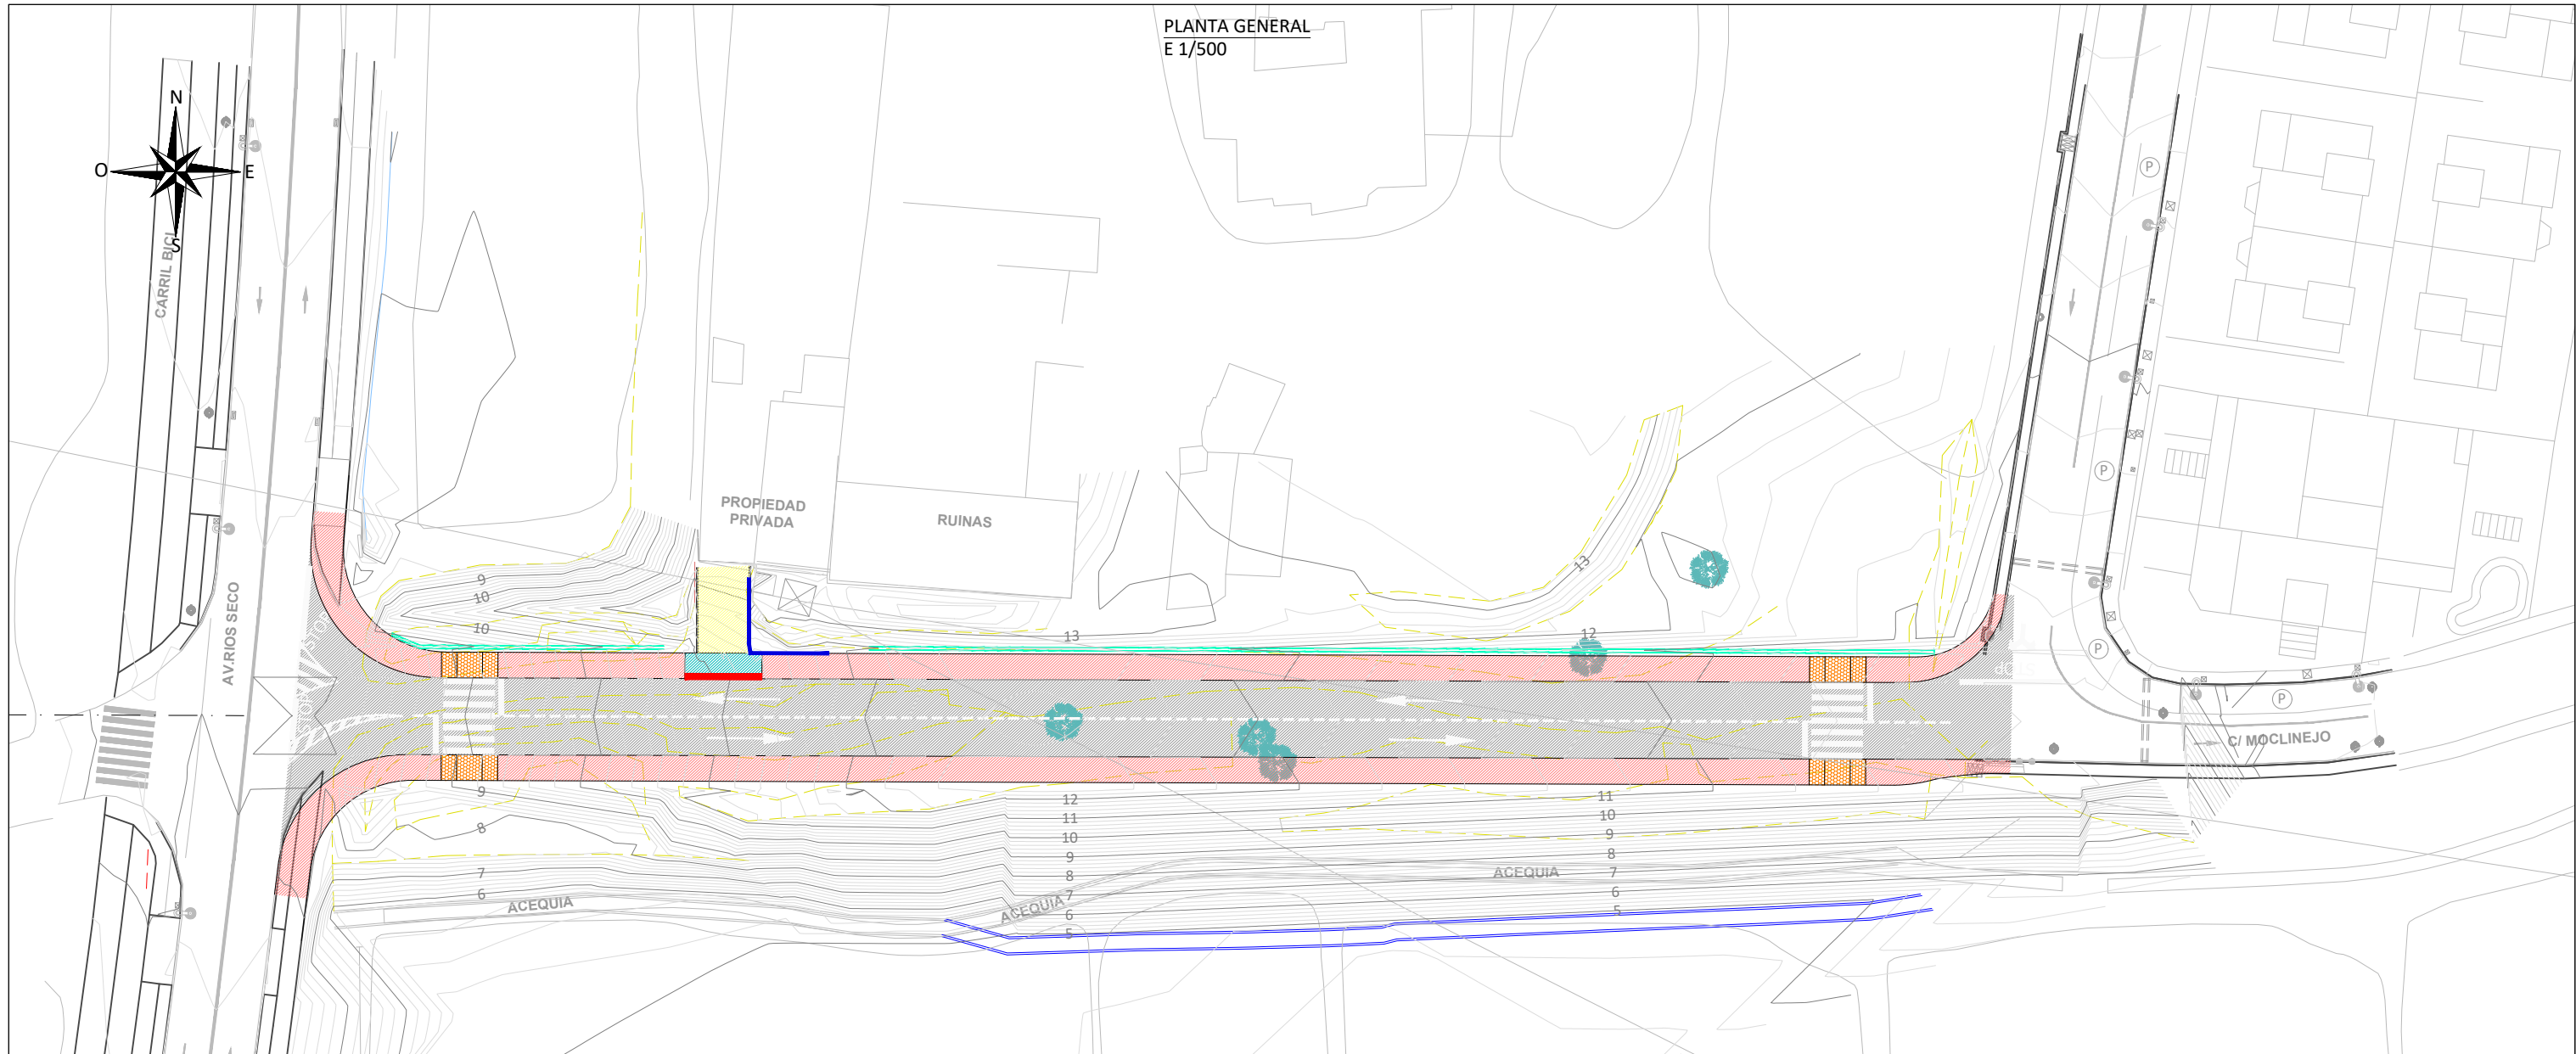 PLANTA GENERAL
E 1/500
N
O
E
S
CARRIL BICI
P
P
PROPIEDAD
PRIVADA
RUINAS
13
9
10
10
STOP
AV.RIOS SECO
13
12
P
P
C/ MOCLINEJO
9
8
7
6
ACEQUIA
12
11
10
9
8
7
6
5
ACEQUIA
11
10
9
8
7
6
5
ACEQUIA